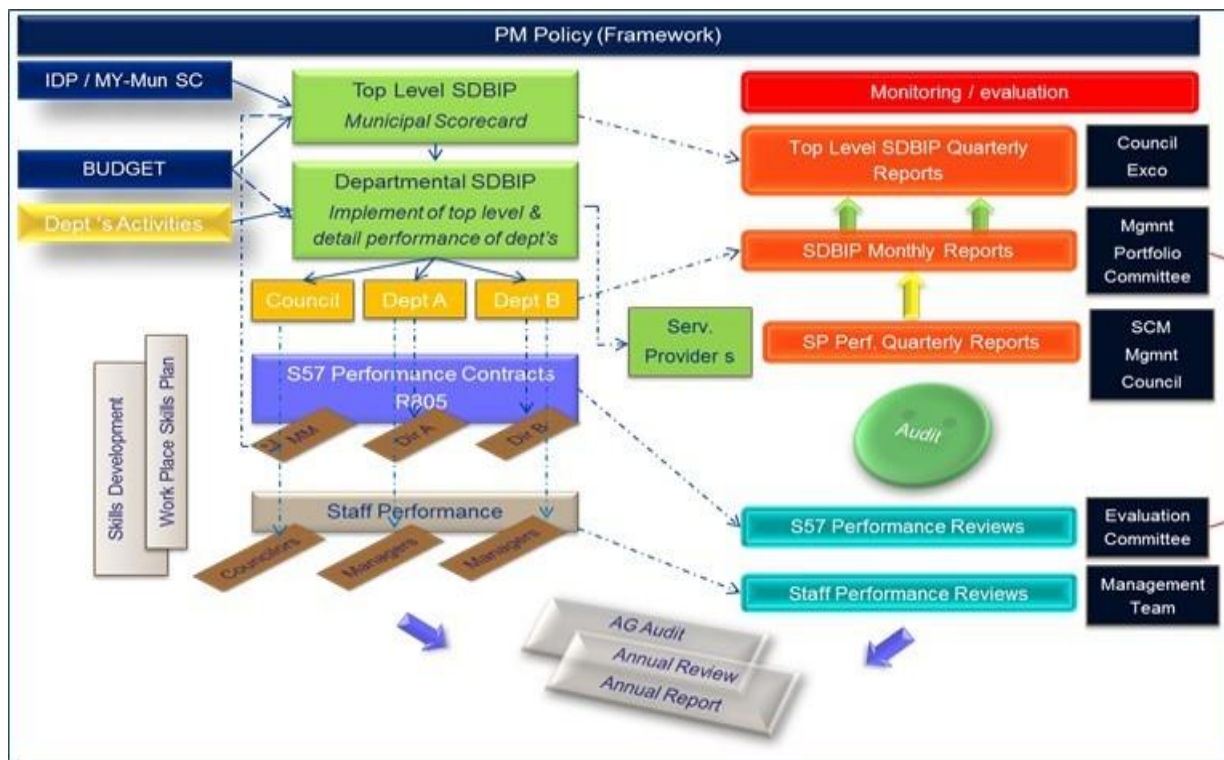 PM Policy (Framework)
IDP / MY-Mun SC
BUDGET
Dept 's Activities
Top Level SDBIP
Municipal Scorecard
Departmental SDBIP
Implement of top level &
detail performance of dept's
Council
Dept A
Dept B
Serv.
Provider s
S57 Performance Contracts
R805
MM
Dir A
Dir B
Staff Performance
Councilors
Managers
Managers
Skills Development
Work Place Skills Plan
Monitoring / evaluation
Top Level SDBIP Quarterly
Reports
Council
Exco
SDBIP Monthly Reports
Mgmnt
Portfolio
Committee
SP Perf. Quarterly Reports
SCM
Mgmnt
Council
Audit
S57 Performance Reviews
Evaluation
Committee
Staff Performance Reviews
Management
Team
AG Audit
Annual Review
Annual Report